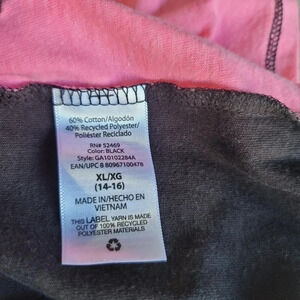 60% Cotton/Algodón
40% Recycled Polyester/
Poliéster Reciclado
RN# 52469
Color: BLACK
Style: GA10102284A
EAN/UPC 8 80967100478
XL/XG
(14-16)
MADE IN/HECHO EN
VIETNAM
THIS LABEL YARN IS MADE
OUT OF 100% RECYCLED
POLYESTER MATERIALS